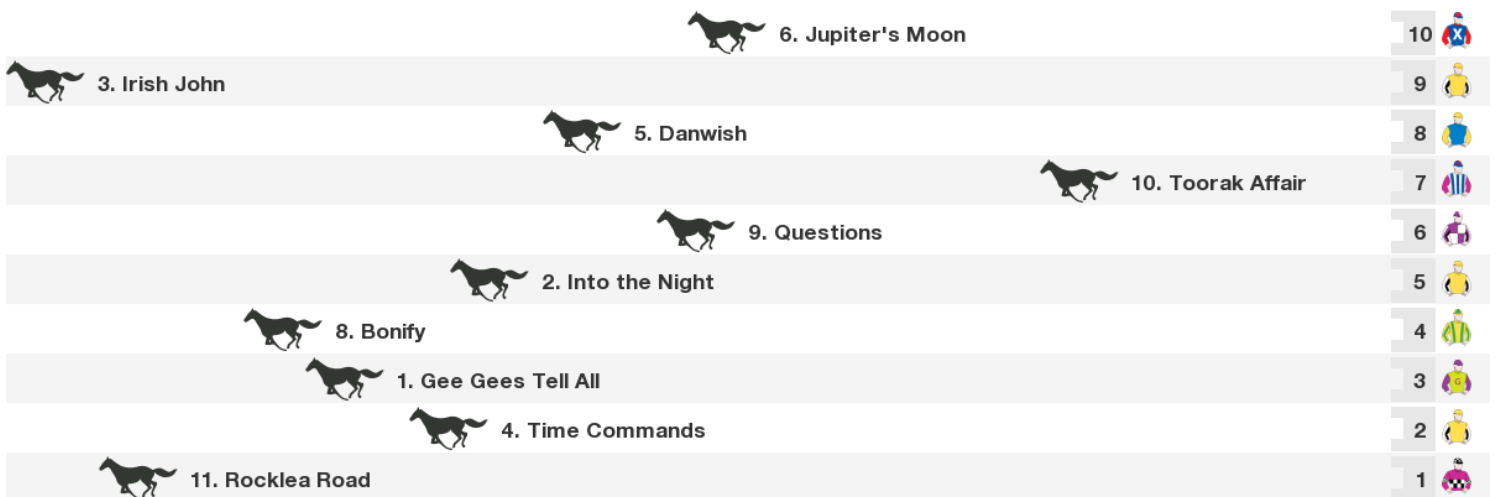 6. Jupiter's Moon 10 X
3. Irish John 9
5. Danwish 8
10. Toorak Affair 7
9. Questions 6
2. Into the Night 5
8. Bonify 4
1. Gee Gees Tell All 3 G
4. Time Commands 2
11. Rocklea Road 1